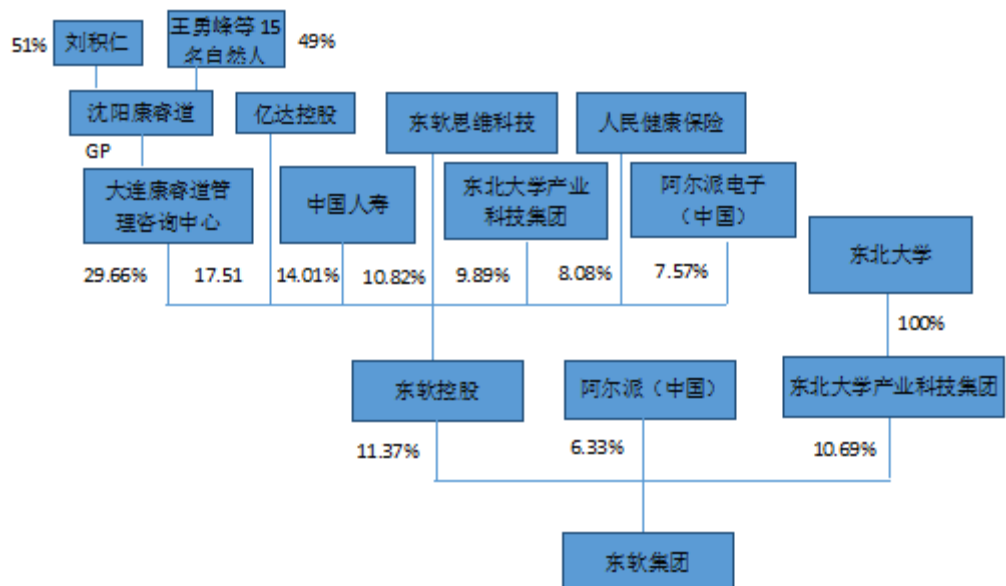 51%
刘积仁
王勇峰等 15
名自然人
49%
沈阳康睿道
亿达控股
东软思维科技
人民健康保险
GP
大连康睿道管
理咨询中心
中国人寿
东北大学产业
科技集团
阿尔派电子
（中国）
东北大学
29.66%
17.51
14.01%
10.82%
9.89%
8.08%
7.57%
100%
东软控股
阿尔派（中国）
东北大学产业科技集团
11.37%
6.33%
10.69%
东软集团